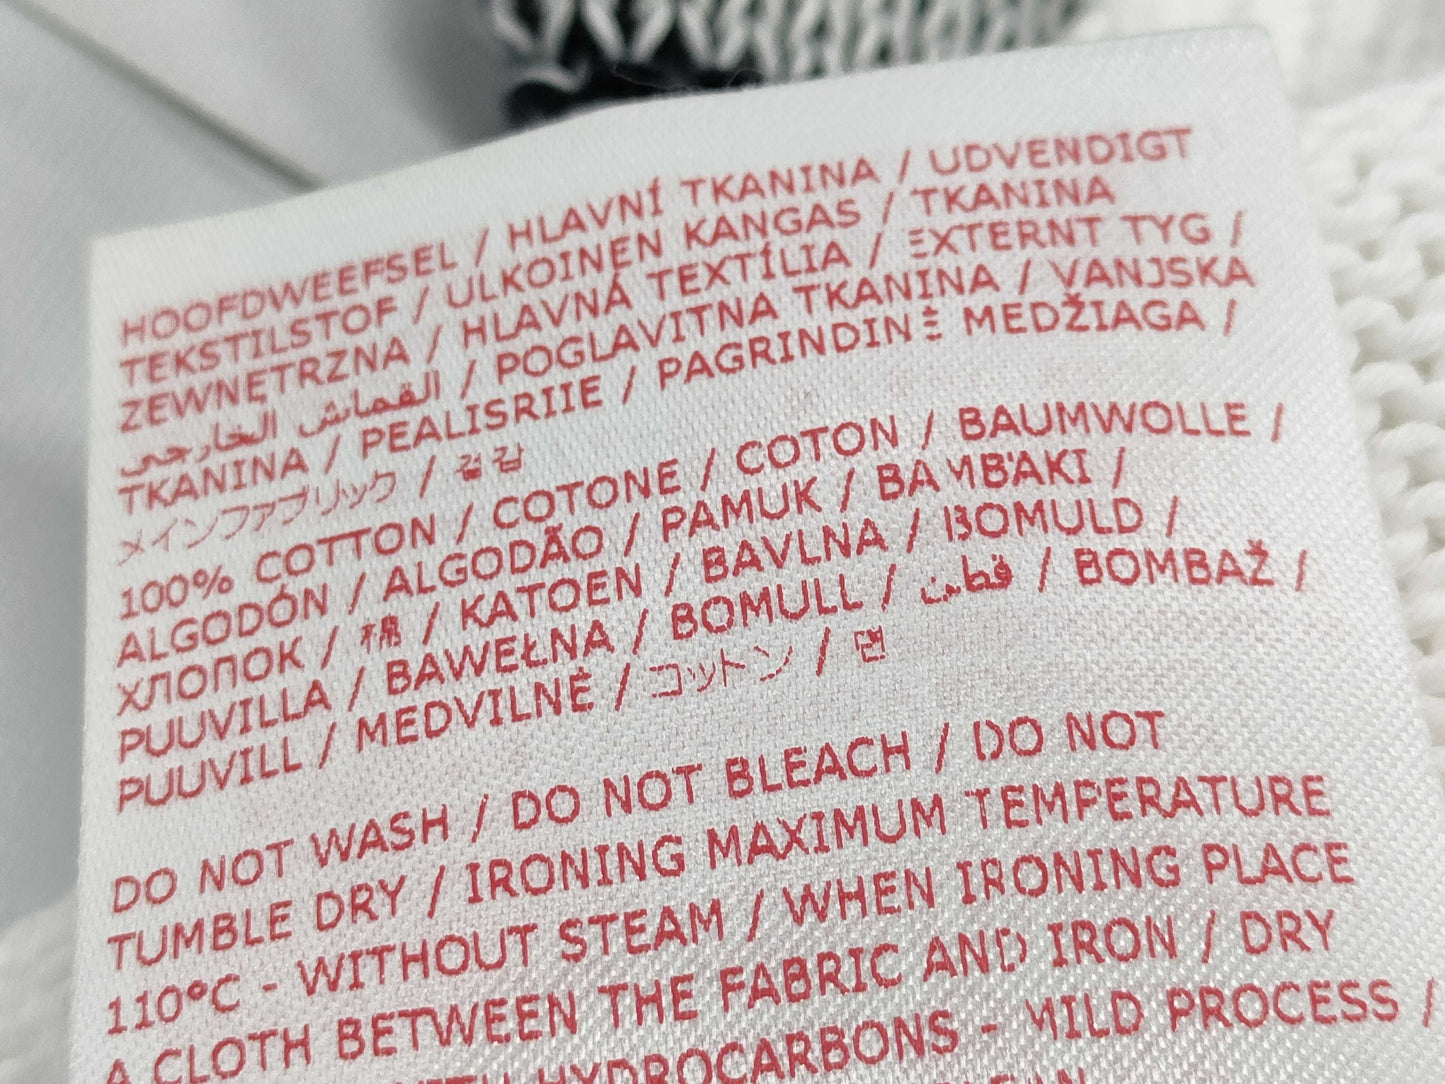 HOOFDWEEFSEL / HLAVNÍ TKANINA / UDVENDIGT
TEKSTILSTOF / ULKOINEN KANGAS / TKANINA
ZEWNĘTRZNA / HLAVNÁ TEXTÍLIA / EXTERNT TYG /
القماش الخارجي / POGLAVITNA TKANINA / VANJSKA
TKANINA / PEALISRIIE / PAGRINDINĖ MEDŽIAGA /
メインファブリック / 겉감
100% COTTON / COTONE / COTON / BAUMWOLLE /
ALGODÓN / ALGODÃO / PAMUK / BAMBAKI /
ХЛОПОК / 棉 / KATOEN / BAVLNA / BOMULD /
PUUVILLA / BAWEŁNA / BOMULL / قطن / BOMBAŽ /
PUUVILL / MEDVILNĖ / コットン / 면
DO NOT WASH / DO NOT BLEACH / DO NOT
TUMBLE DRY / IRONING MAXIMUM TEMPERATURE
110°C - WITHOUT STEAM / WHEN IRONING PLACE
A CLOTH BETWEEN THE FABRIC AND IRON / DRY
WITH HYDROCARBONS - MILD PROCESS /